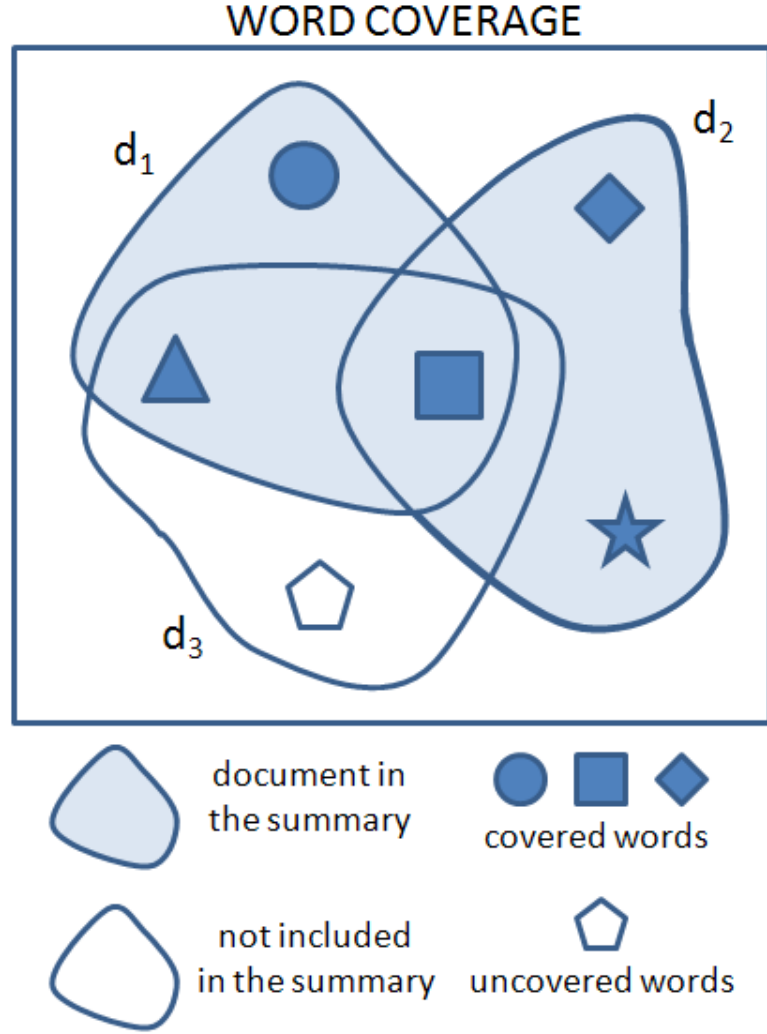 WORD COVERAGE
d1
d2
d3
document in
the summary
covered words
not included
in the summary
uncovered words